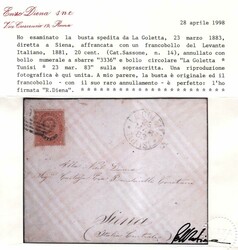 Enzo Diena s.n.c.
Via Crescenzio 19, Roma
28 aprile 1998
Ho esaminato la busta spedita da La Goletta, 23 marzo 1883,
diretta a Siena, affrancata con un francobollo del Levante
Italiano, 1881, 20 cent. (Cat.Sassone, n. 14), annullato con
bollo numerale a sbarre "3336" e bollo circolare "La Goletta *
Tunisi * 23 mar. 83" sulla soprascritta. Una riproduzione
fotografica è qui unita. A mio parere, la busta è originale ed il
francobollo - con il suo raro annullamento - è perfetto: l'ho
firmata "E.Diena".
Siena